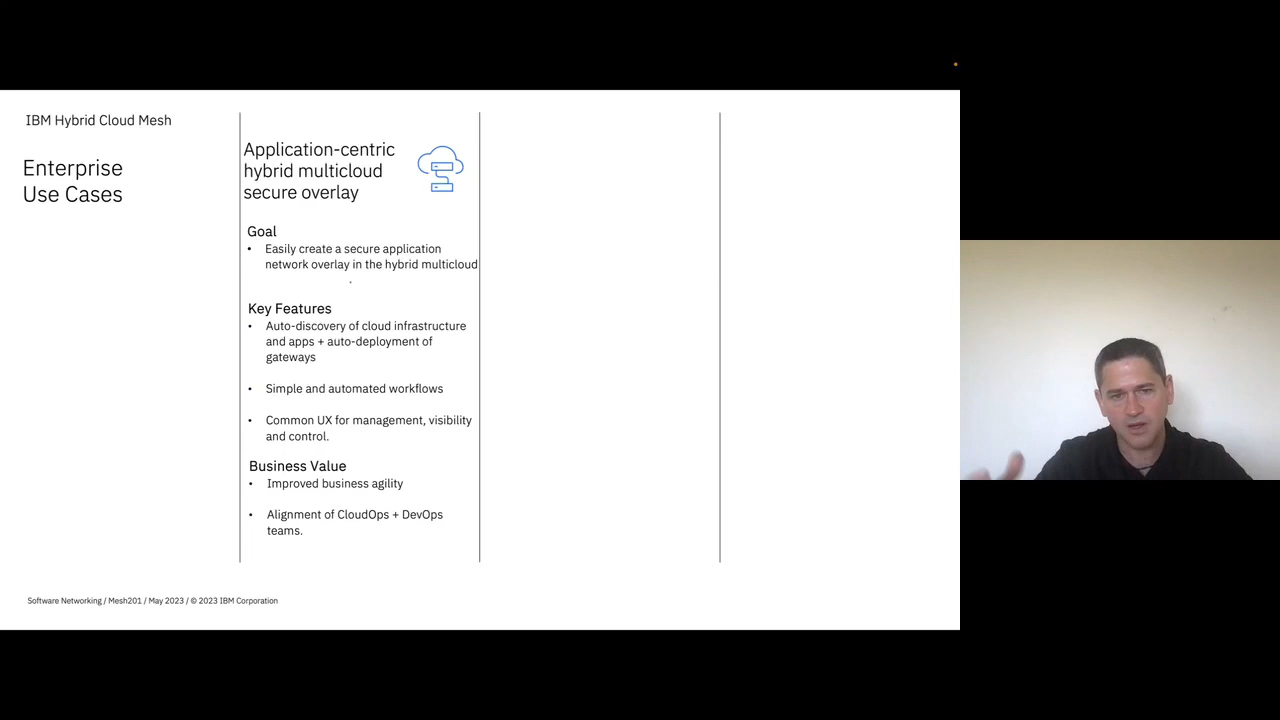 IBM Hybrid Cloud Mesh
Enterprise
Use Cases
Application-centric
hybrid multicloud
secure overlay
Goal
• Easily create a secure application
network overlay in the hybrid multicloud
Key Features
• Auto-discovery of cloud infrastructure
and apps + auto-deployment of
gateways
• Simple and automated workflows
• Common UX for management, visibility
and control.
Business Value
• Improved business agility
• Alignment of CloudOps + DevOps
teams.
Software Networking / Mesh201 / May 2023 / © 2023 IBM Corporation